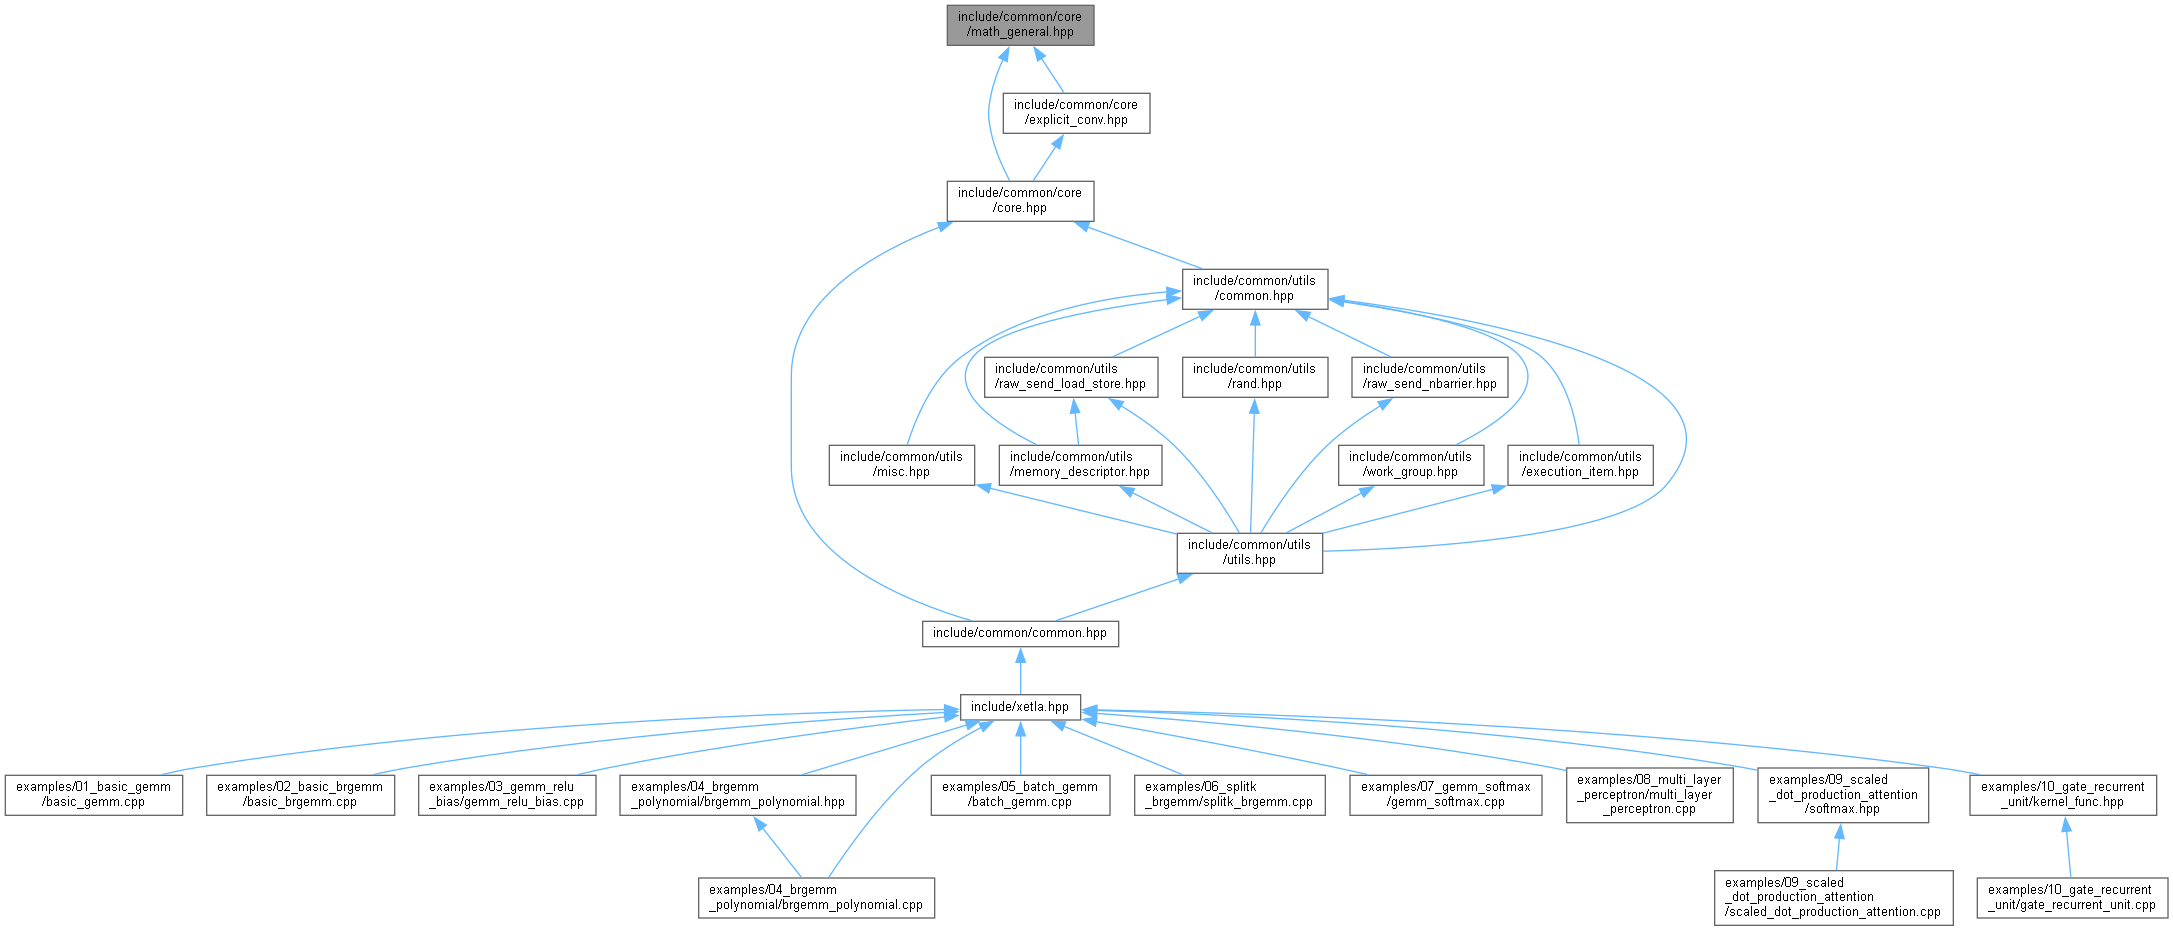 include/common/core
/math_general.hpp
include/common/core
/explicit_conv.hpp
include/common/core
/core.hpp
include/common/utils
/common.hpp
include/common/utils
/raw_send_load_store.hpp
include/common/utils
/rand.hpp
include/common/utils
/raw_send_nbarrier.hpp
include/common/utils
/misc.hpp
include/common/utils
/memory_descriptor.hpp
include/common/utils
/work_group.hpp
include/common/utils
/execution_item.hpp
include/common/utils
/utils.hpp
include/common/common.hpp
include/xetla.hpp
examples/01_basic_gemm
/basic_gemm.cpp
examples/02_basic_brgemm
/basic_brgemm.cpp
examples/03_gemm_relu
_bias/gemm_relu_bias.cpp
examples/04_brgemm
_polynomial/brgemm_polynomial.hpp
examples/05_batch_gemm
/batch_gemm.cpp
examples/06_splitk
_brgemm/splitk_brgemm.cpp
examples/07_gemm_softmax
/gemm_softmax.cpp
examples/08_multi_layer
_perceptron/multi_layer
_perceptron.cpp
examples/09_scaled
_dot_production_attention
/softmax.hpp
examples/10_gate_recurrent
_unit/kernel_func.hpp
examples/04_brgemm
_polynomial/brgemm_polynomial.cpp
examples/09_scaled
_dot_production_attention
/scaled_dot_production_attention.cpp
examples/10_gate_recurrent
_unit/gate_recurrent_unit.cpp